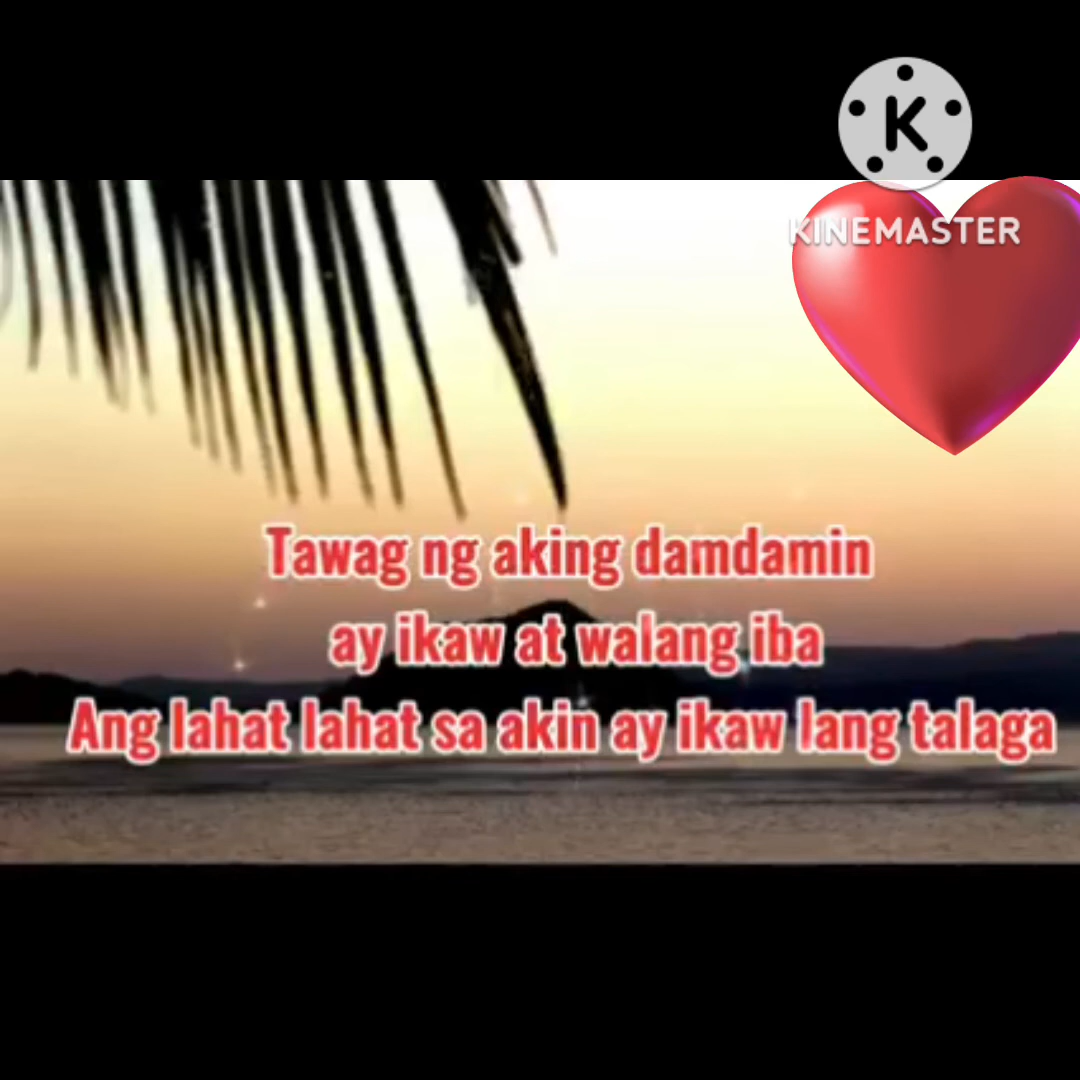 K
KINEMASTER
Tawag ng aking damdamin
ay ikaw at walang iba
Ang lahat lahat sa akin ay ikaw lang talaga